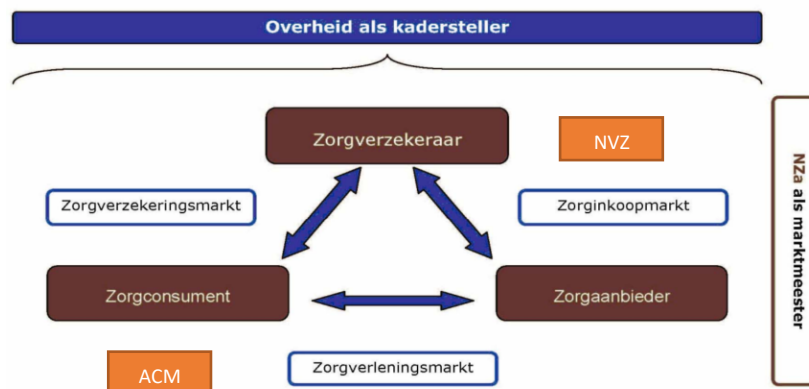 Overheid als kadersteller
Zorgverzekeraar
NVZ
Zorgverzekeringsmarkt
Zorginkoopmarkt
Zorgconsument
Zorgaanbieder
Zorgverleningsmarkt
ACM
NZa als marktmeester